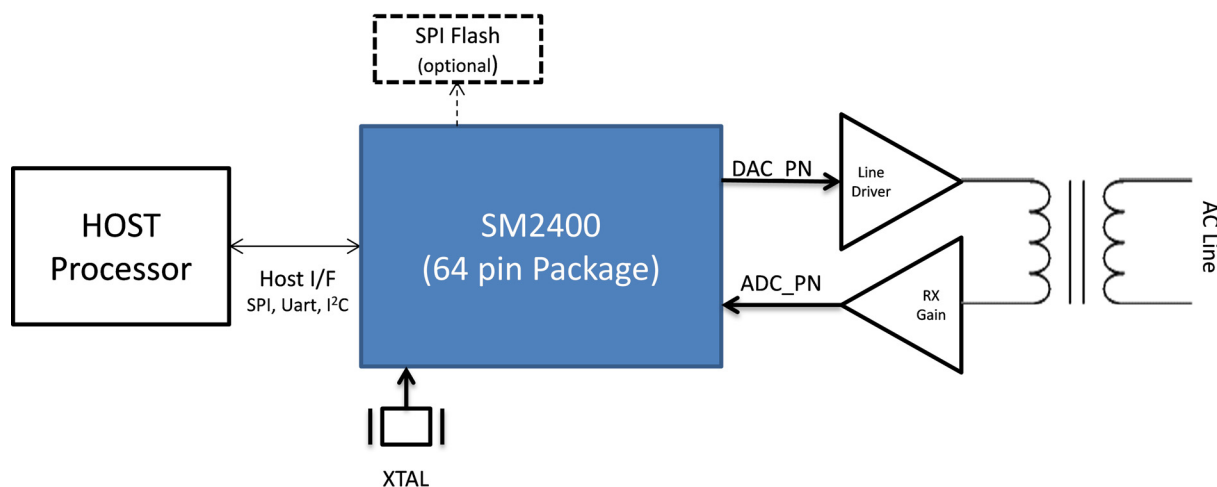 SPI Flash
(optional)
HOST
Processor
Host I/F
SPI, Uart, I²C
SM2400
(64 pin Package)
DAC_PN
Line
Driver
ADC_PN
RX
Gain
AC Line
XTAL